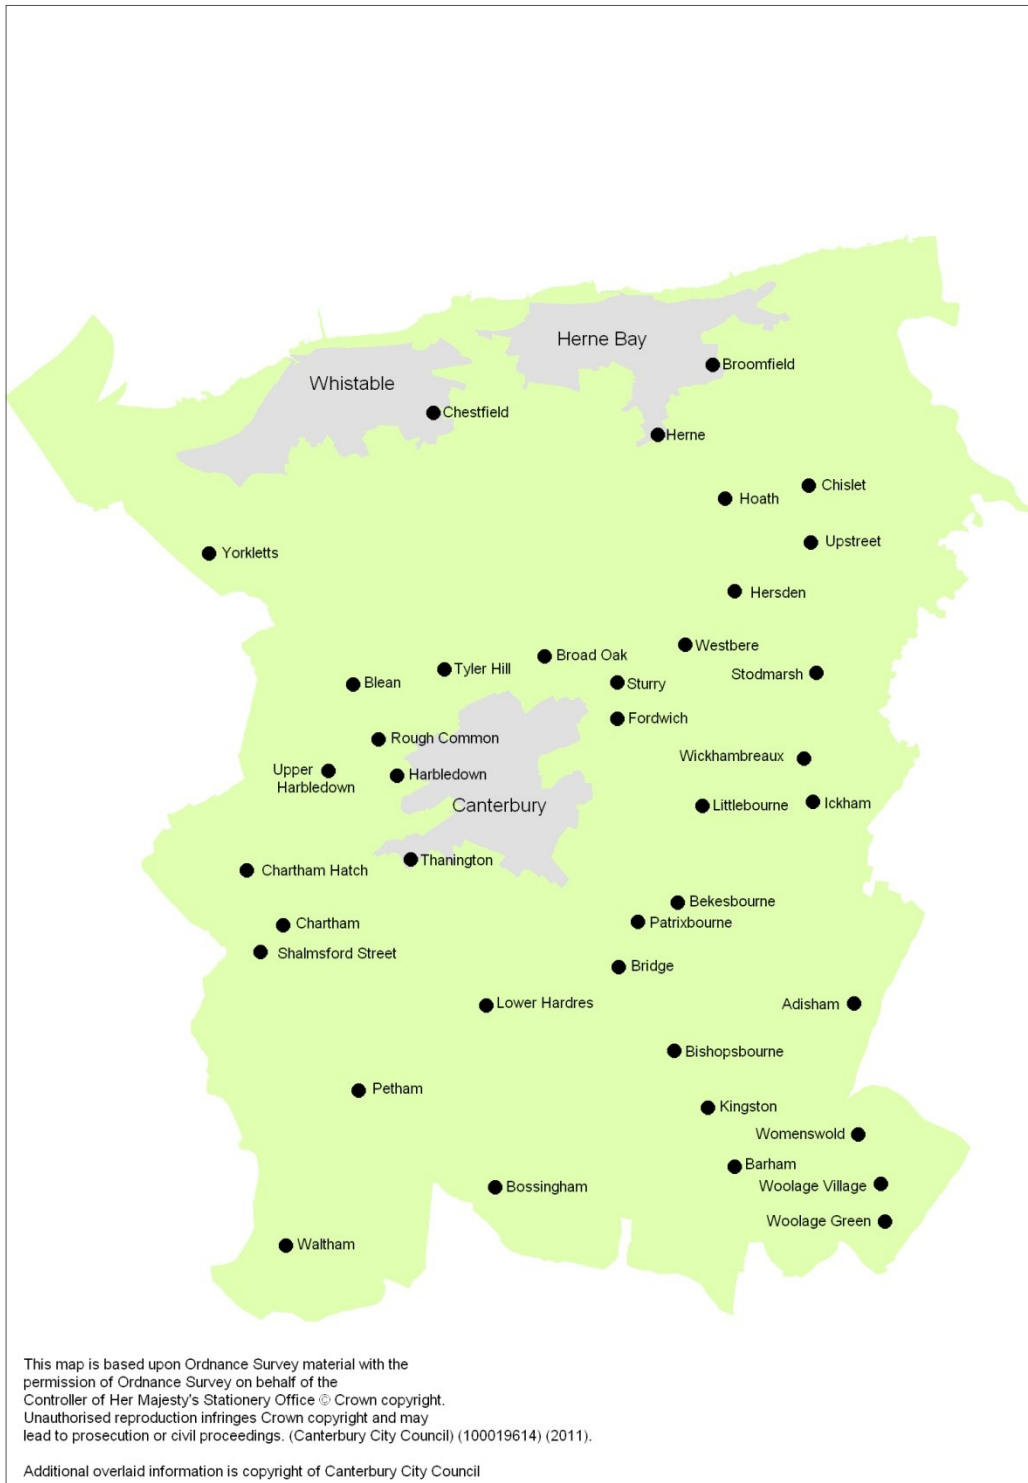 Herne Bay
Broomfield
Whistable
Chestfield
Herne
Chislet
Hoath
Upstreet
Yorkletts
Hersden
Westbere
Broad Oak
Tyler Hill
Stodmarsh
Blean
Sturry
Fordwich
Rough Common
Wickhambreaux
Upper
Harbledown
Harbledown
Canterbury
Littlebourne
Ickham
Thanington
Chartham Hatch
Bekesbourne
Patrixbourne
Chartham
Shalmsford Street
Bridge
Lower Hardres
Adisham
Bishopsbourne
Petham
Kingston
Womenswold
Barham
Woolage Village
Bossingham
Woolage Green
Waltham
This map is based upon Ordnance Survey material with the
permission of Ordnance Survey on behalf of the
Controller of Her Majesty's Stationery Office © Crown copyright.
Unauthorised reproduction infringes Crown copyright and may
lead to prosecution or civil proceedings. (Canterbury City Council) (100019614) (2011).
Additional overlaid information is copyright of Canterbury City Council